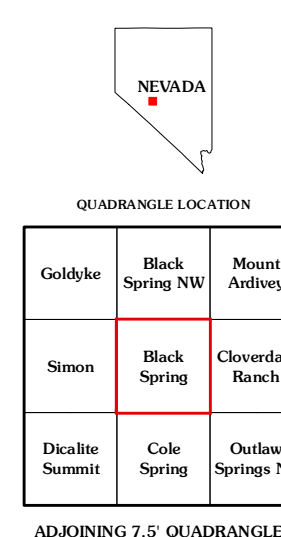 NEVADA
QUADRANGLE LOCATION
Goldyke
Black
Spring NW
Mount
Ardivey
Simon
Black
Spring
Cloverda
Ranch
Dicalite
Summit
Cole
Spring
Outlaw
Springs N
ADJOINING 7.5' QUADRANGLE